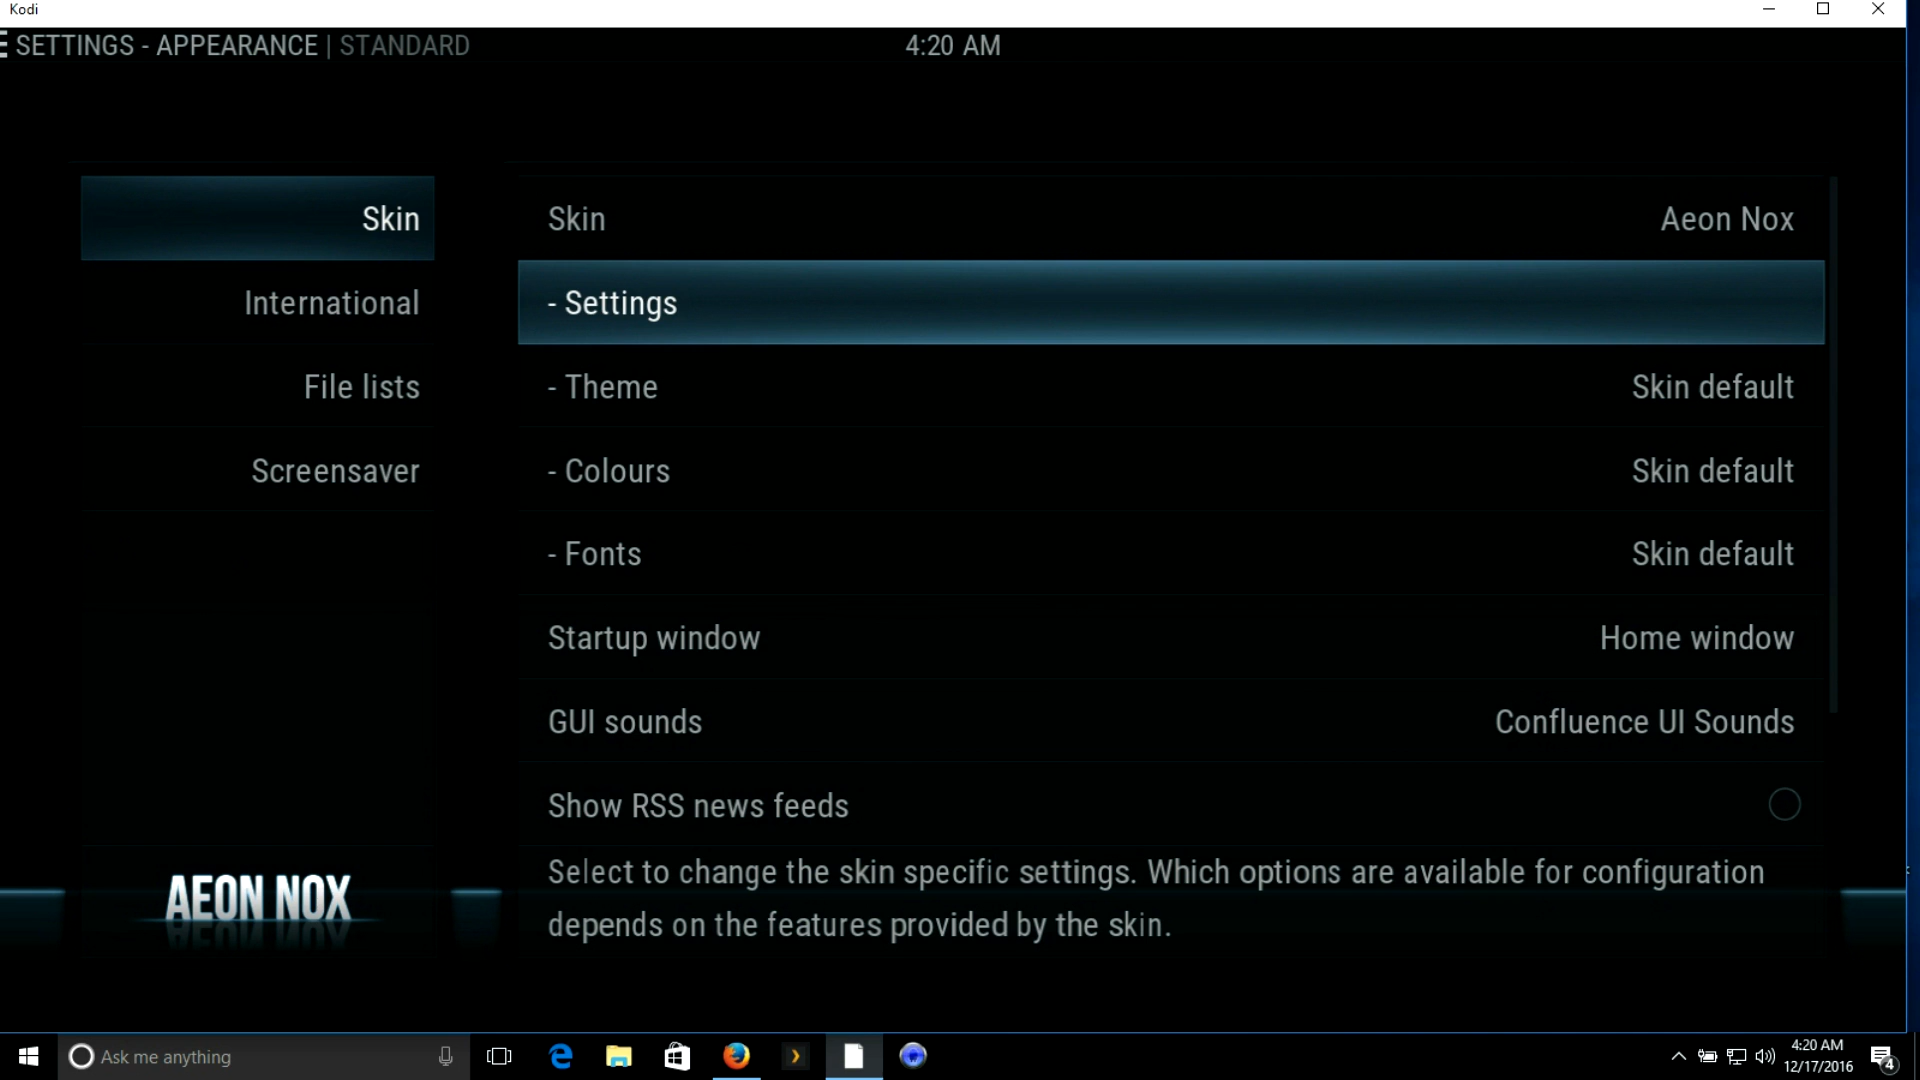 Kodi
SETTINGS - APPEARANCE | STANDARD
4:20 AM
Skin
International
File lists
Screensaver
Skin Aeon Nox
- Settings
- Theme Skin default
- Colours Skin default
- Fonts Skin default
Startup window Home window
GUI sounds Confluence UI Sounds
Show RSS news feeds
Select to change the skin specific settings. Which options are available for configuration
depends on the features provided by the skin.
AEON NOX
Ask me anything
4:20 AM
12/17/2016
4